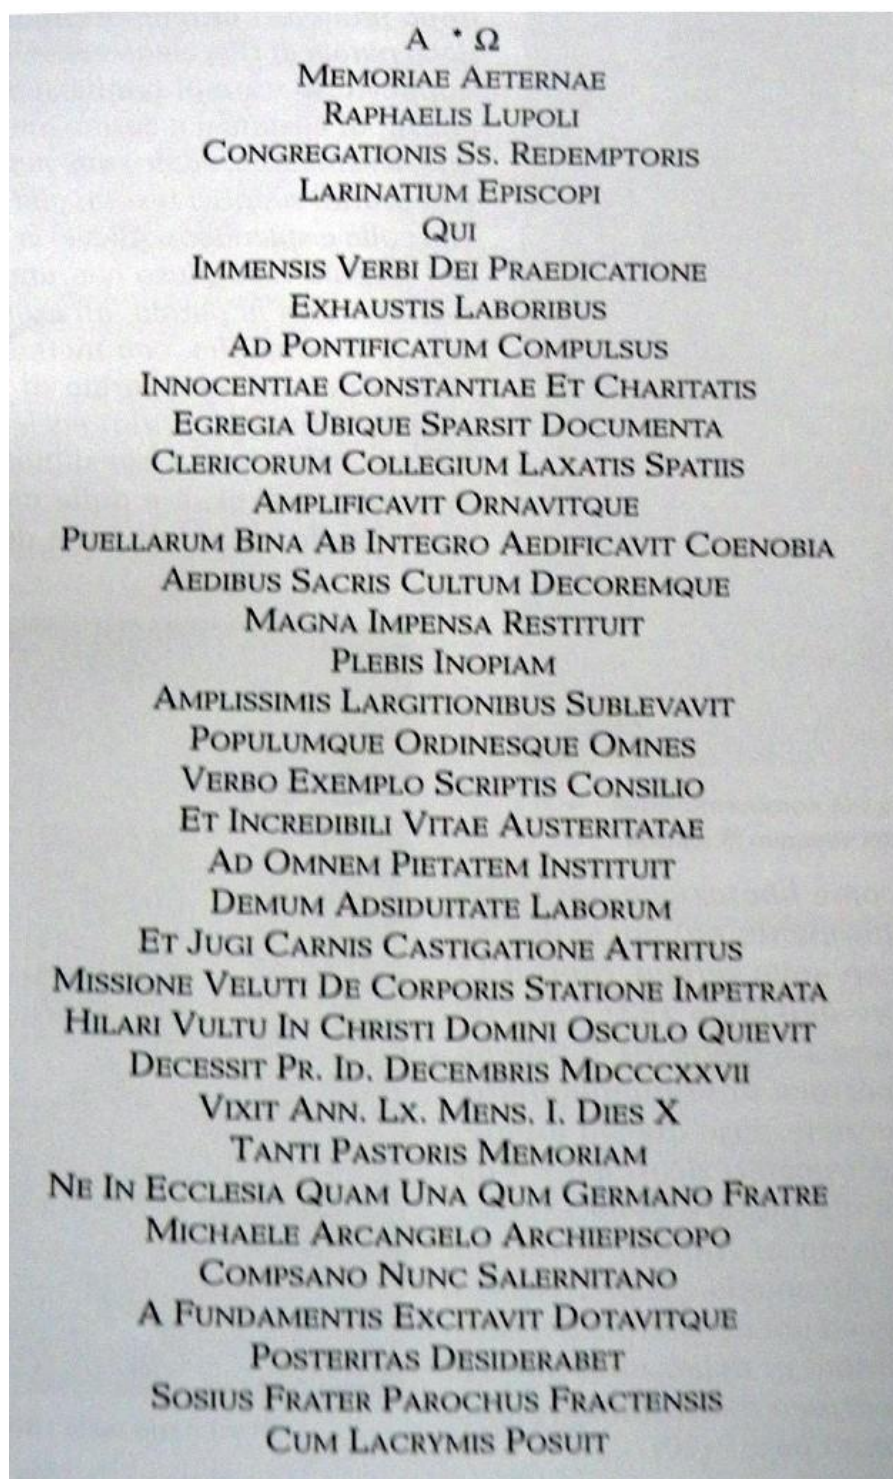 Α * Ω
MEMORIAE AETERNAE
RAPHAELIS LUPOLI
CONGREGATIONIS SS. REDEMPTORIS
LARINATIUM EPISCOPI
QUI
IMMENSIS VERBI DEI PRAEDICATIONE
EXHAUSTIS LABORIBUS
AD PONTIFICATUM COMPULSUS
INNOCENTIAE CONSTANTIAE ET CHARITATIS
EGREGIA UBIQUE SPARSIT DOCUMENTA
CLERICORUM COLLEGIUM LAXATIS SPATIIS
AMPLIFICAVIT ORNAVITQUE
PUELLARUM BINA AB INTEGRO AEDIFICAVIT COENOBIA
AEDIBUS SACRIS CULTUM DECOREMQUE
MAGNA IMPENSA RESTITUIT
PLEBIS INOPIAM
AMPLISSIMIS LARGITIONIBUS SUBLEVAVIT
POPULUMQUE ORDINESQUE OMNES
VERBO EXEMPLO SCRIPTIS CONSILIO
ET INCREDIBILI VITAE AUSTERITATAE
AD OMNEM PIETATEM INSTITUIT
DEMUM ADSIDUITATE LABORUM
ET JUGI CARNIS CASTIGATIONE ATTRITUS
MISSIONE VELUTI DE CORPORIS STATIONE IMPETRATA
HILARI VULTU IN CHRISTI DOMINI OSCULO QUIEVIT
DECESSIT PR. ID. DECEMBRIS MDCCCXXVII
VIXIT ANN. LX. MENS. I. DIES X
TANTI PASTORIS MEMORIAM
NE IN ECCLESIA QUAM UNA QUM GERMANO FRATRE
MICHAELE ARCANGELO ARCHIEPISCOPO
COMPSANO NUNC SALERNITANO
A FUNDAMENTIS EXCITAVIT DOTAVITQUE
POSTERITAS DESIDERABET
SOSIUS FRATER PAROCHUS FRACTENSIS
CUM LACRYMIS POSUIT